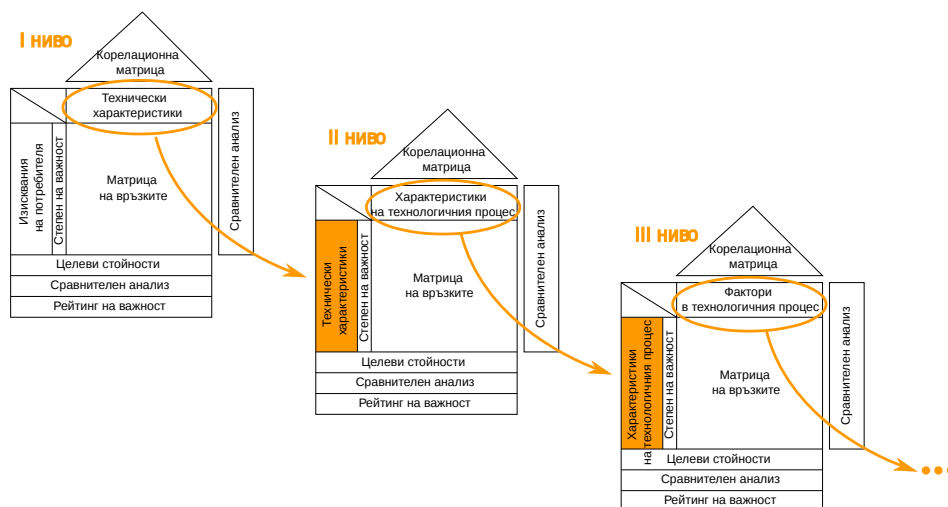 I ниво
Корелационна
матрица
Технически
характеристики
Изисквания
на потребителя
Степен на важност
Матрица
на връзките
Сравнителен анализ
Целеви стойности
Сравнителен анализ
Рейтинг на важност
II ниво
Корелационна
матрица
Характеристики
на технологичния процес
Технически
характеристики
Степен на важност
Матрица
на връзките
Сравнителен анализ
Целеви стойности
Сравнителен анализ
Рейтинг на важност
III ниво
Корелационна
матрица
Фактори
в технологичния процес
Характеристики
на технологичния процес
Степен на важност
Матрица
на връзките
Сравнителен анализ
Целеви стойности
Сравнителен анализ
Рейтинг на важност